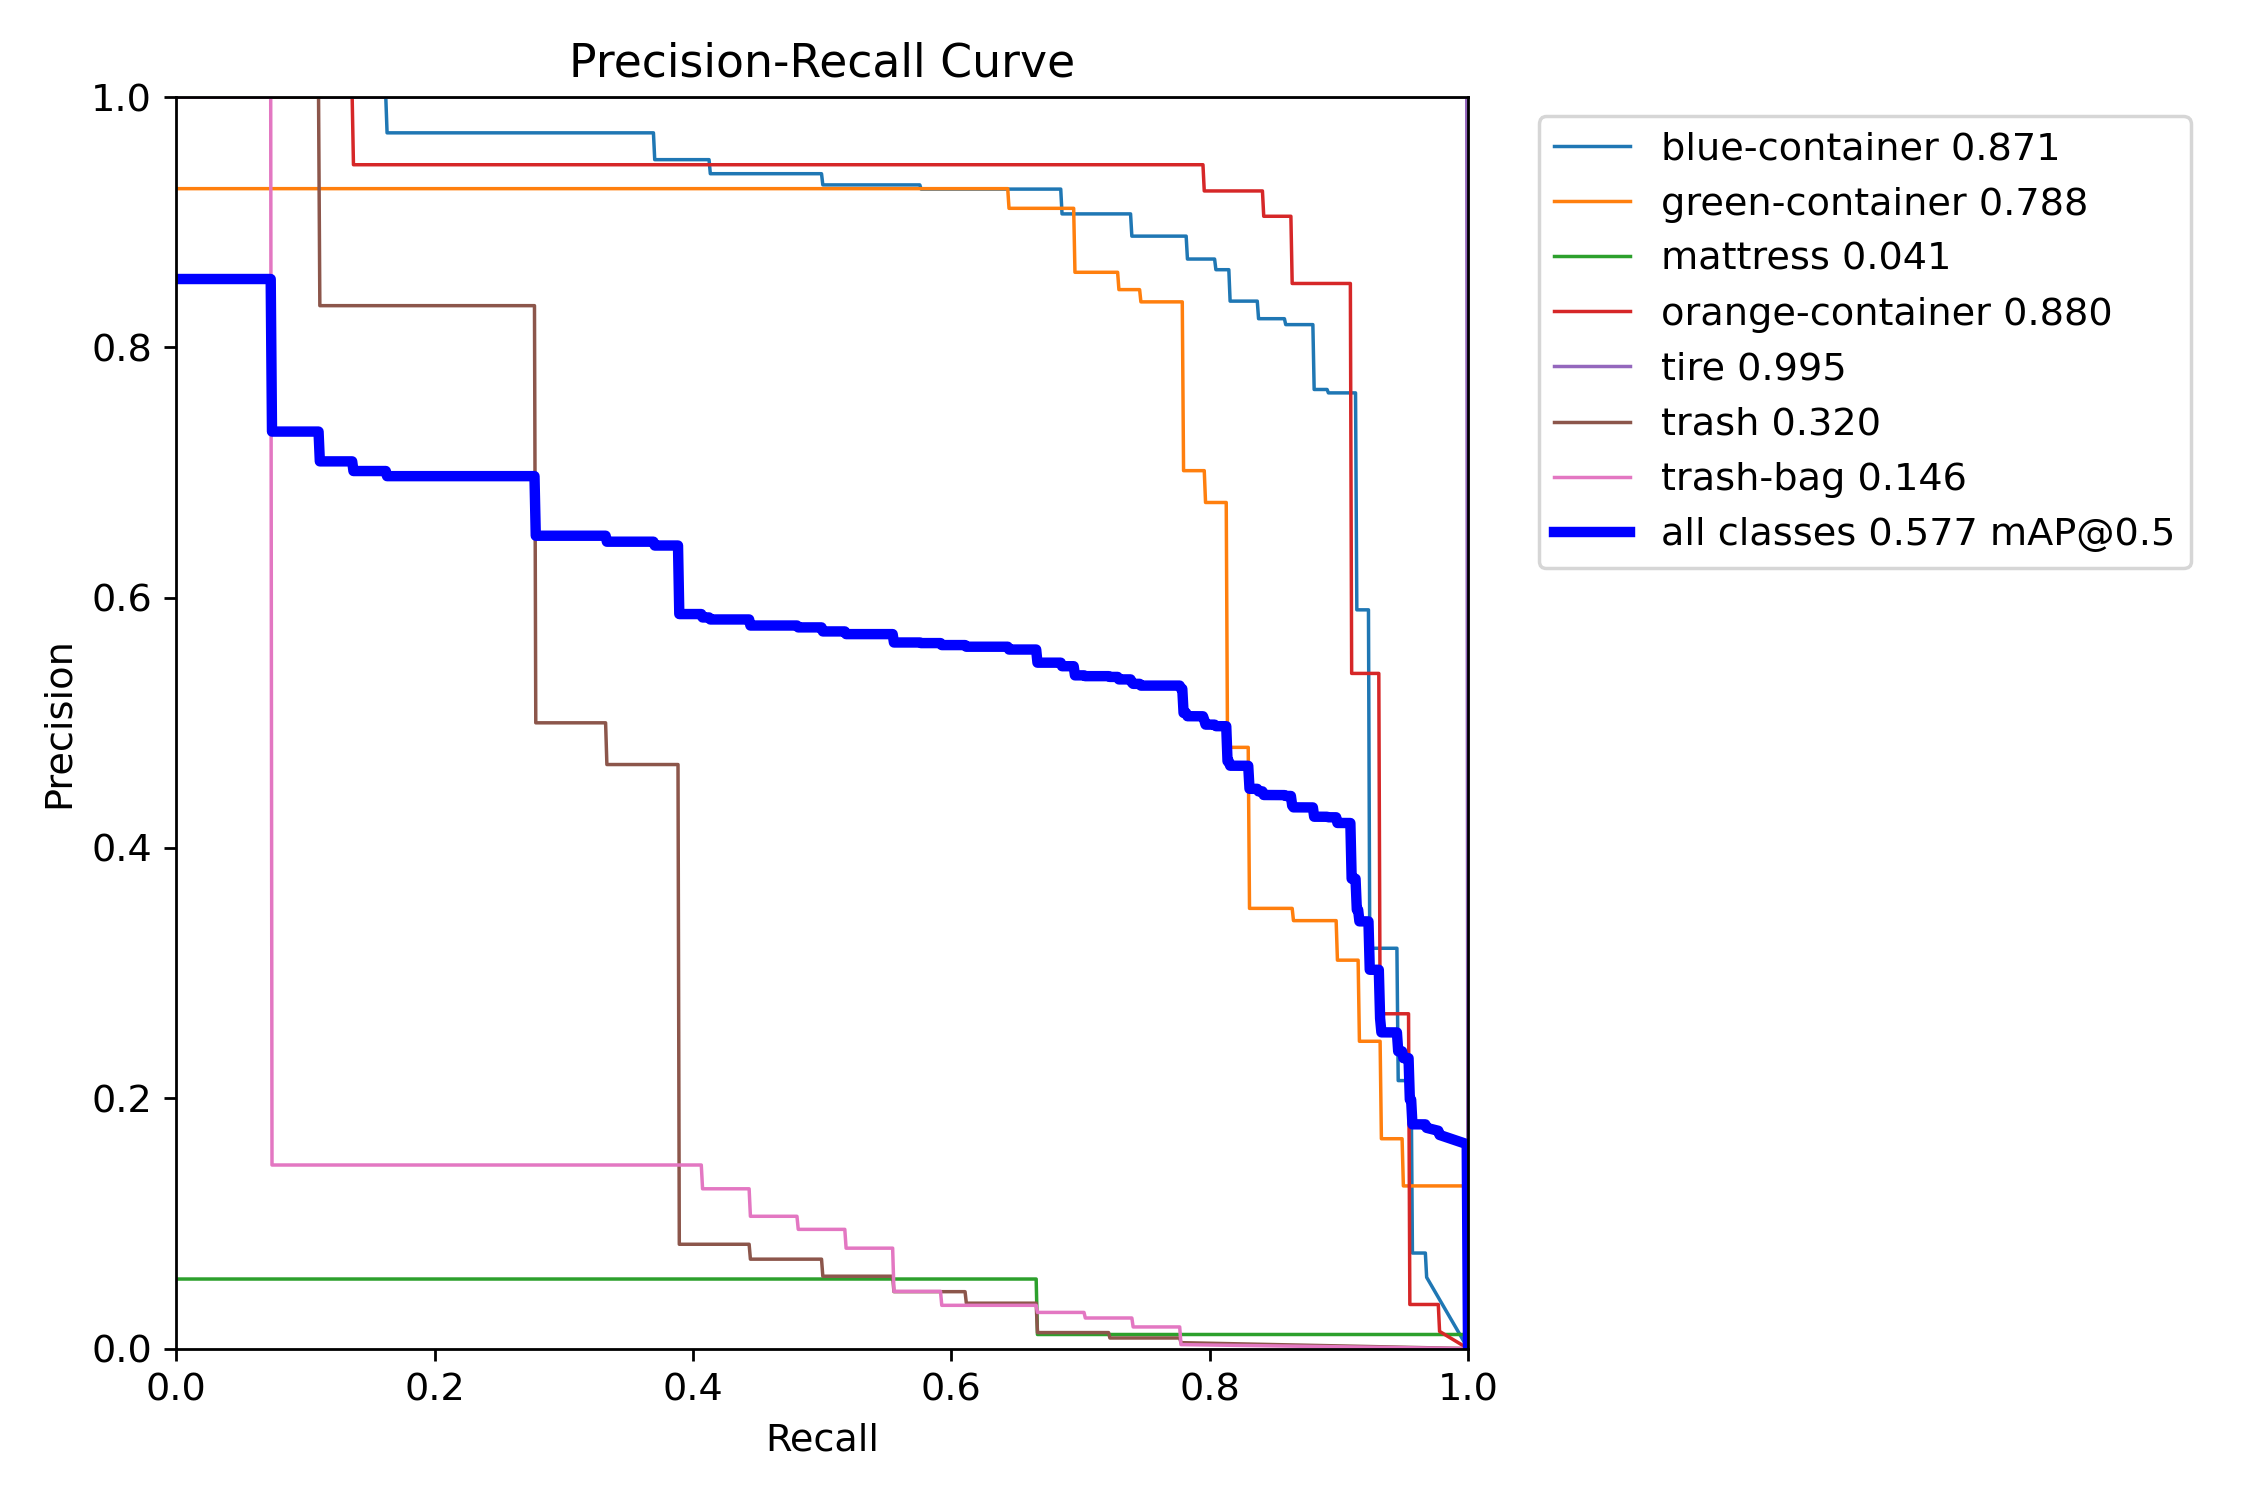 Precision-Recall Curve
1.0
0.8
0.6
0.4
0.2
0.0
Precision
0.0 0.2 0.4 0.6 0.8 1.0
Recall
blue-container 0.871
green-container 0.788
mattress 0.041
orange-container 0.880
tire 0.995
trash 0.320
trash-bag 0.146
all classes 0.577 mAP@0.5